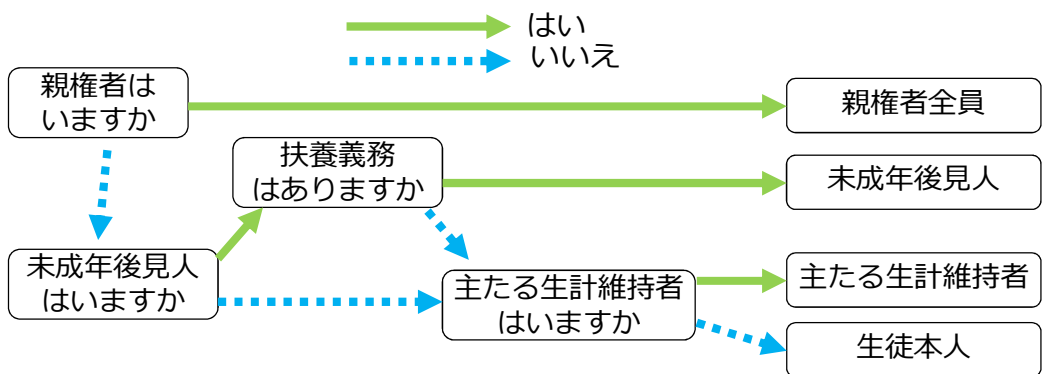 はい
いいえ
親権者は
いますか
親権者全員
扶養義務
はありますか
未成年後見人
未成年後見人
はいますか
主たる生計維持者
はいますか
主たる生計維持者
生徒本人